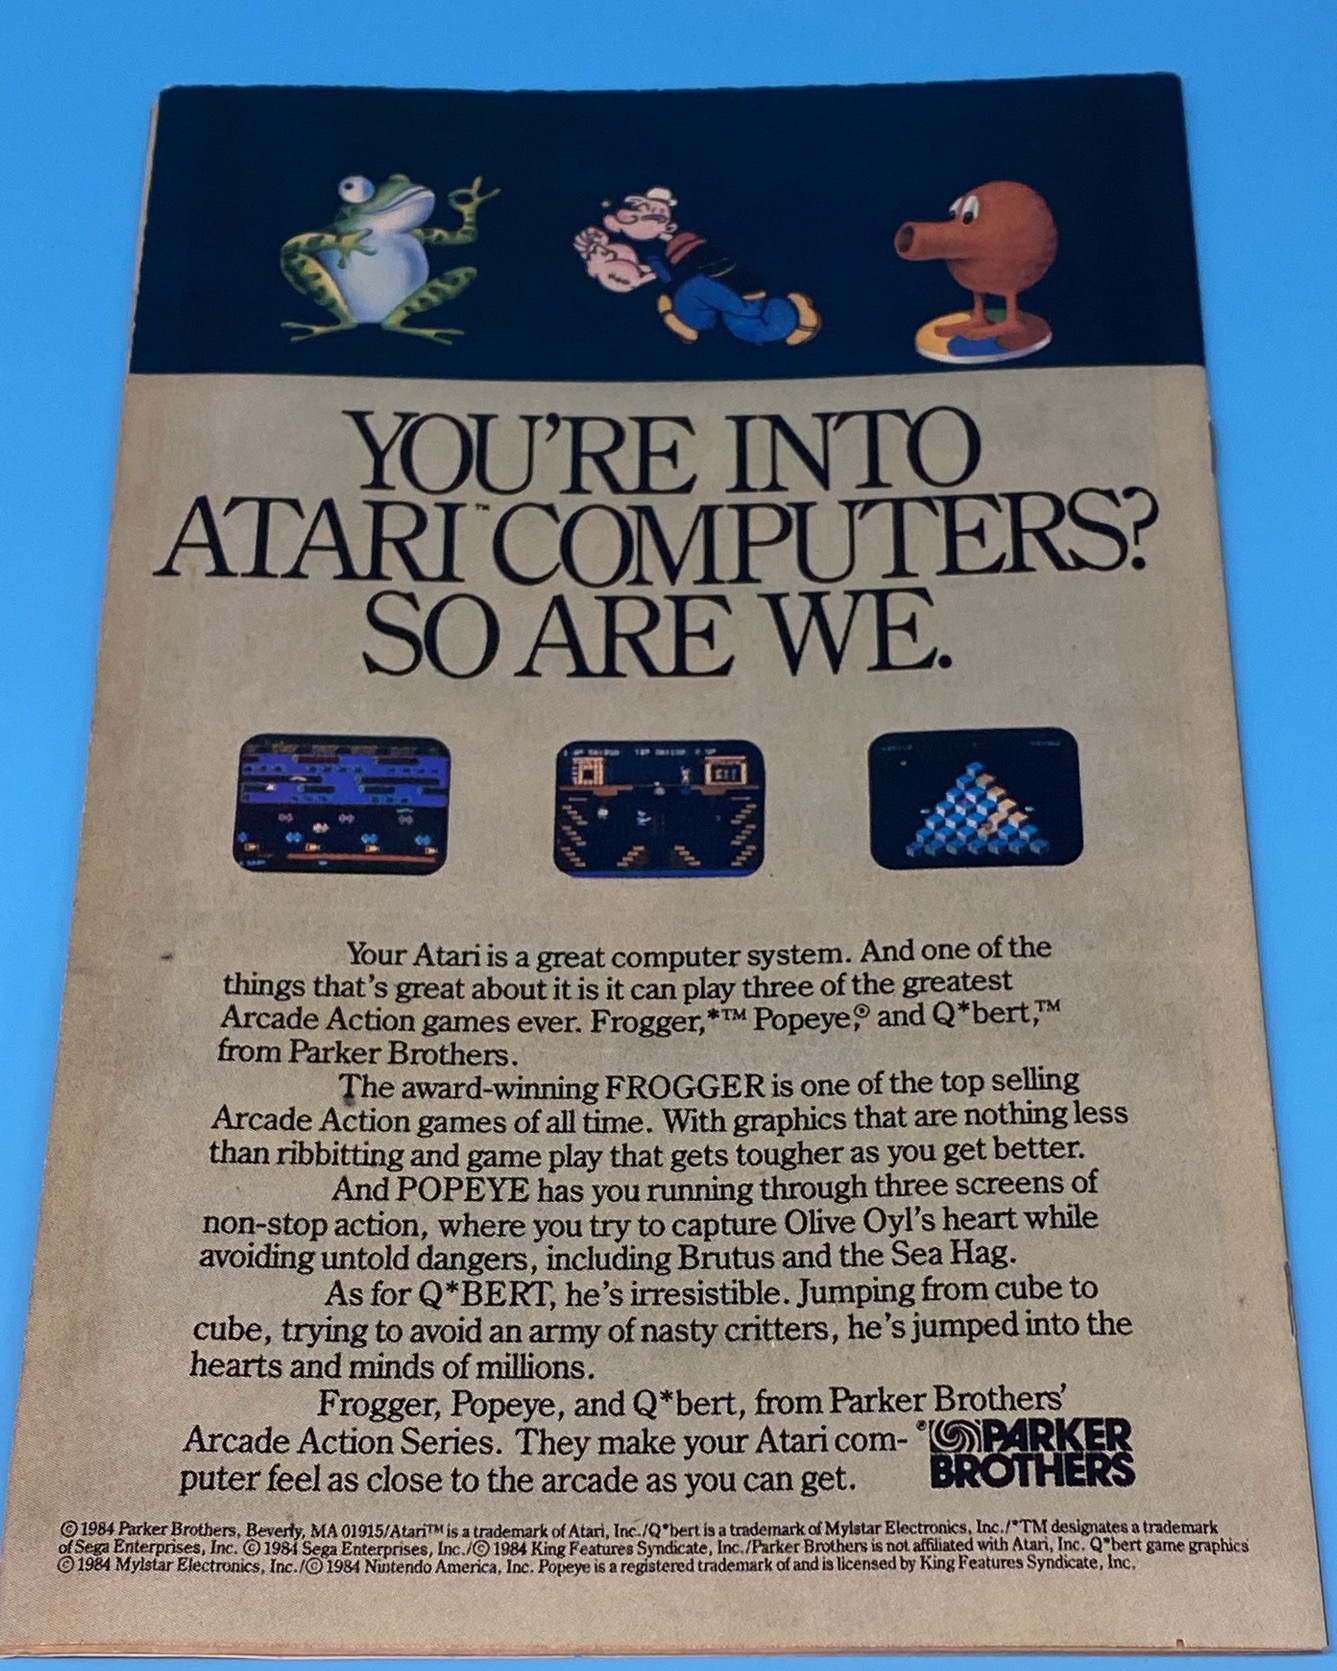 YOU'RE INTO
ATARI™ COMPUTERS?
SO ARE WE.
Your Atari is a great computer system. And one of the
things that's great about it is it can play three of the greatest
Arcade Action games ever. Frogger,*™ Popeye,® and Q*bert,™
from Parker Brothers.
The award-winning FROGGER is one of the top selling
Arcade Action games of all time. With graphics that are nothing less
than ribbitting and game play that gets tougher as you get better.
And POPEYE has you running through three screens of
non-stop action, where you try to capture Olive Oyl's heart while
avoiding untold dangers, including Brutus and the Sea Hag.
As for Q*BERT, he's irresistible. Jumping from cube to
cube, trying to avoid an army of nasty critters, he's jumped into the
hearts and minds of millions.
Frogger, Popeye, and Q*bert, from Parker Brothers'
Arcade Action Series. They make your Atari com-
puter feel as close to the arcade as you can get.
PARKER
BROTHERS
©1984 Parker Brothers, Beverly, MA 01915/Atari™ is a trademark of Atari, Inc./Q*bert is a trademark of Mylstar Electronics, Inc./*TM designates a trademark
of Sega Enterprises, Inc. © 1984 Sega Enterprises, Inc./© 1984 King Features Syndicate, Inc./Parker Brothers is not affiliated with Atari, Inc. Q*bert game graphics
© 1984 Mylstar Electronics, Inc./© 1984 Nintendo America, Inc. Popeye is a registered trademark of and is licensed by King Features Syndicate, Inc.